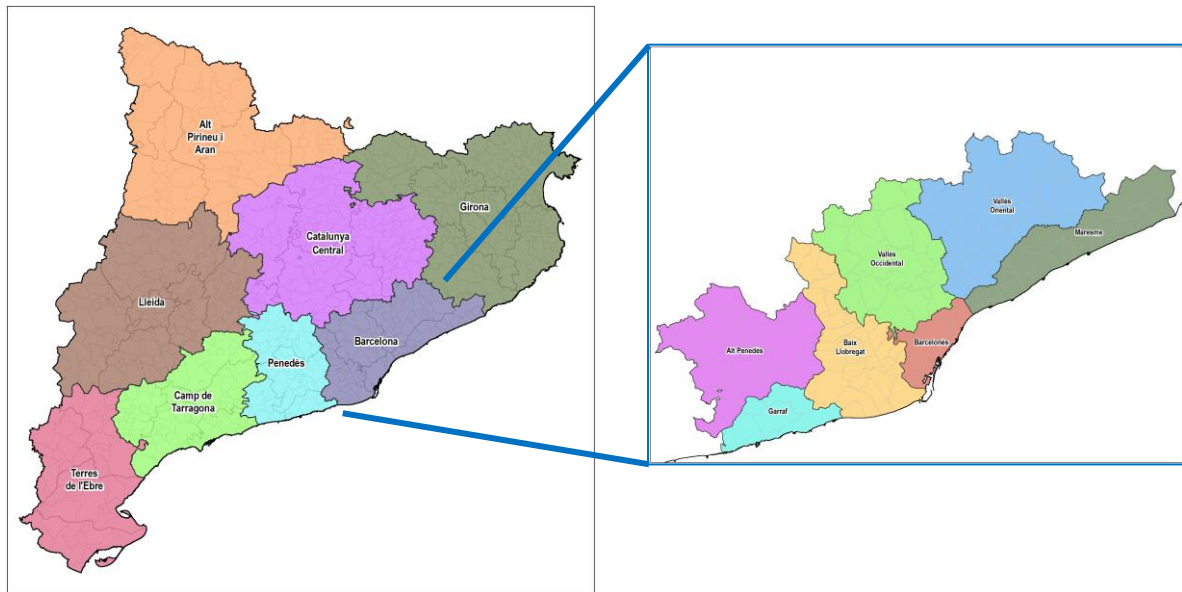 Alt
Pirineu i
Aran
Girona
Catalunya
Central
Lleida
Barcelona
Penedès
Camp de
Tarragona
Terres
de l'Ebre
Vallès
Oriental
Maresme
Vallès
Occidental
Barcelonès
Alt Penedès
Baix
Llobregat
Garraf